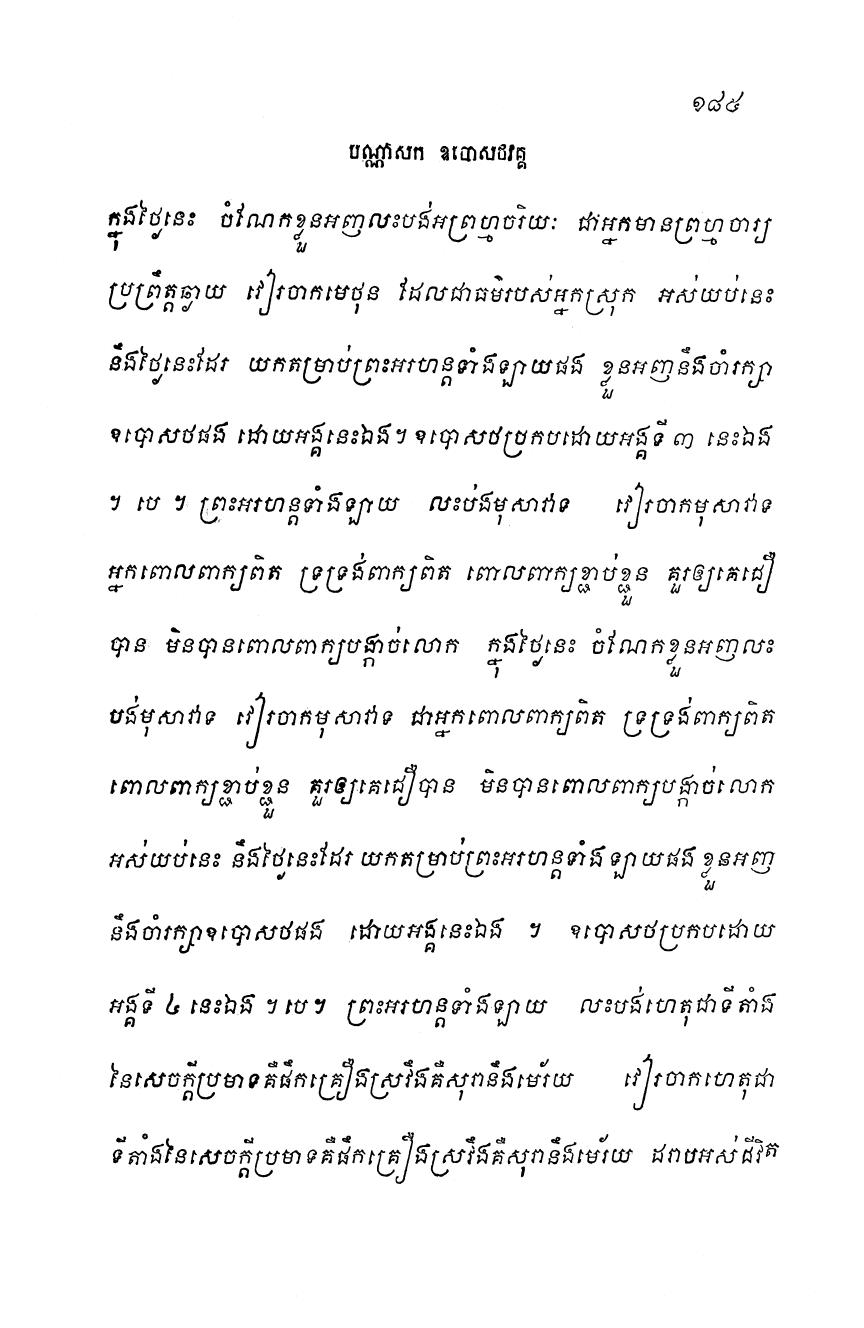 ១៨៥
បណ្ណាសក ឧបោសថវគ្គ
ក្នុងថ្ងៃនេះ ចំណែកខ្លួនអញលះបង់អព្រហ្មចរិយៈ ជាអ្នកមានព្រហ្មចារ្យ
ប្រព្រឹត្តឆ្ងាយ វៀរចាកមេថុន ដែលជាធម៌របស់អ្នកស្រុក អស់យប់នេះ
នឹងថ្ងៃនេះដែរ យកតម្រាប់ព្រះអរហន្តទាំងឡាយផង ខ្លួនអញនឹងចាំរក្សា
ឧបោសថផង ដោយអង្គនេះឯង។ ឧបោសថប្រកបដោយអង្គទី ៣ នេះឯង
។ បេ ។ ព្រះអរហន្តទាំងឡាយ លះបង់មុសាវាទ វៀរចាកមុសាវាទ
អ្នកពោលពាក្យពិត ទ្រទ្រង់ពាក្យពិត ពោលពាក្យខ្ជាប់ខ្ជួន គួរឲ្យគេជឿ
បាន មិនបានពោលពាក្យបង្កាច់លោក ក្នុងថ្ងៃនេះ ចំណែកខ្លួនអញលះ
បង់មុសាវាទ វៀរចាកមុសាវាទ ជាអ្នកពោលពាក្យពិត ទ្រទ្រង់ពាក្យពិត
ពោលពាក្យខ្ជាប់ខ្ជួន គួរឲ្យគេជឿបាន មិនបានពោលពាក្យបង្កាច់លោក
អស់យប់នេះ នឹងថ្ងៃនេះដែរ យកតម្រាប់ព្រះអរហន្តទាំងឡាយផង ខ្លួនអញ
នឹងចាំរក្សាឧបោសថផង ដោយអង្គនេះឯង ។ ឧបោសថប្រកបដោយ
អង្គទី ៤ នេះឯង ។ បេ។ ព្រះអរហន្តទាំងឡាយ លះបង់ហេតុជាទីតាំង
នៃសេចក្តីប្រមាទគឺផឹកគ្រឿងស្រវឹងគឺសុរានឹងមេរ័យ វៀរចាកហេតុជា
ទីតាំងនៃសេចក្តីប្រមាទគឺផឹកគ្រឿងស្រវឹងគឺសុរានឹងមេរ័យ ដរាបអស់ជីវិត